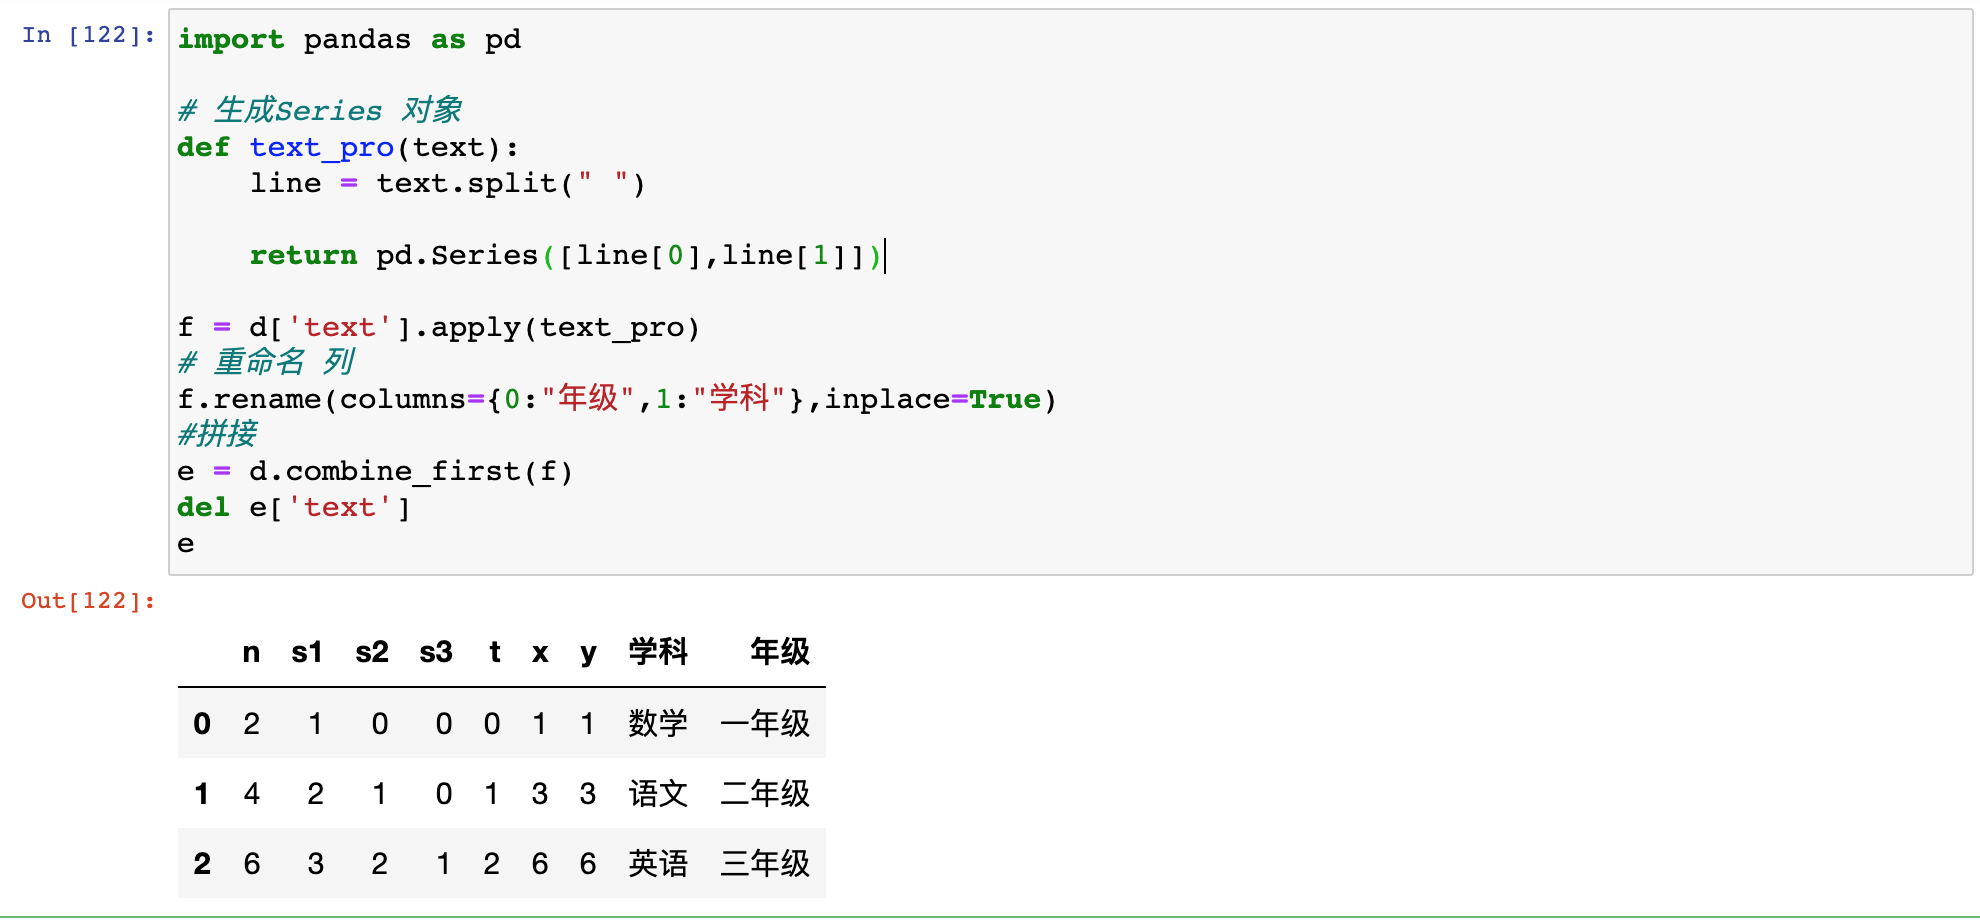 In [122]:
import pandas as pd
# 生成Series 对象
def text_pro(text):
    line = text.split(" ")
    return pd.Series([line[0],line[1]])
f = d['text'].apply(text_pro)
# 重命名 列
f.rename(columns={0:"年级",1:"学科"},inplace=True)
#拼接
e = d.combine_first(f)
del e['text']
e
Out[122]:
n s1 s2 s3 t x y 学科 年级
0 2 1 0 0 0 1 1 数学 一年级
1 4 2 1 0 1 3 3 语文 二年级
2 6 3 2 1 2 6 6 英语 三年级